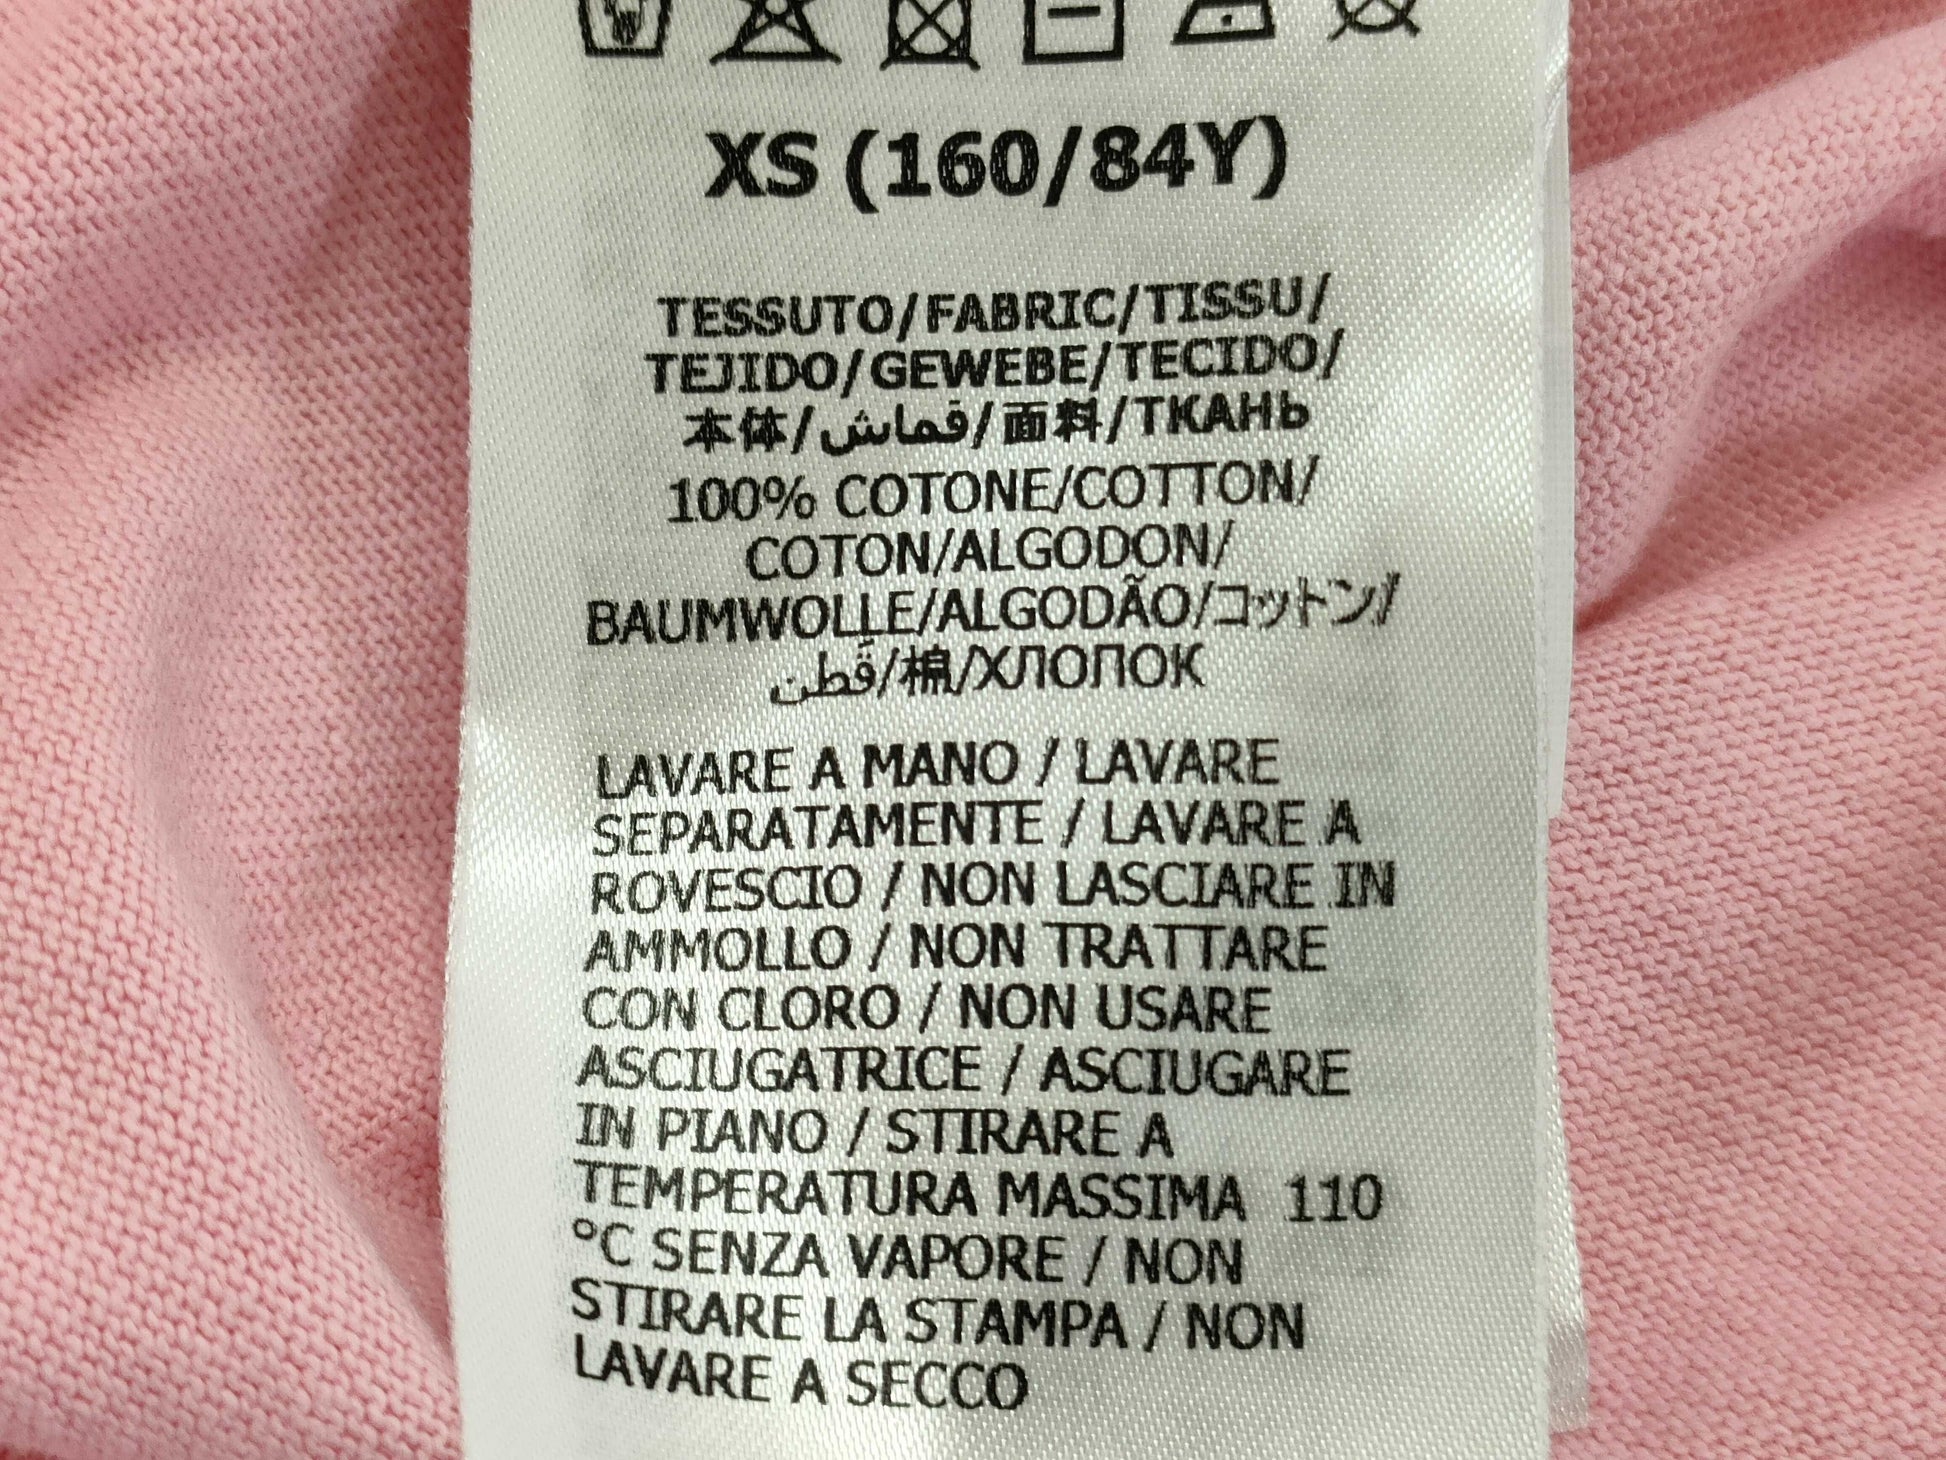 XS (160/84Y)
TESSUTO/FABRIC/TISSU/
TEJIDO/GEWEBE/TECIDO/
本体/قماش/面料/ТКАНЬ
100% COTONE/COTTON/
COTON/ALGODON/
BAUMWOLLE/ALGODÃO/コットン/
قُطن/棉/ХЛОПОК
LAVARE A MANO / LAVARE
SEPARATAMENTE / LAVARE A
ROVESCIO / NON LASCIARE IN
AMMOLLO / NON TRATTARE
CON CLORO / NON USARE
ASCIUGATRICE / ASCIUGARE
IN PIANO / STIRARE A
TEMPERATURA MASSIMA 110
°C SENZA VAPORE / NON
STIRARE LA STAMPA / NON
LAVARE A SECCO